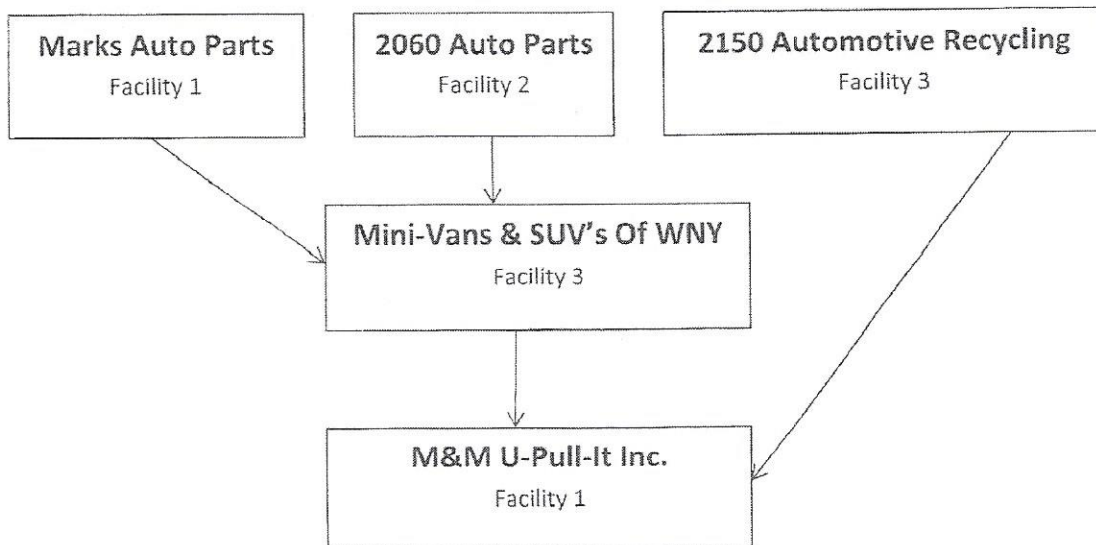 Marks Auto Parts
Facility 1
2060 Auto Parts
Facility 2
2150 Automotive Recycling
Facility 3
Mini-Vans & SUV's Of WNY
Facility 3
M&M U-Pull-It Inc.
Facility 1